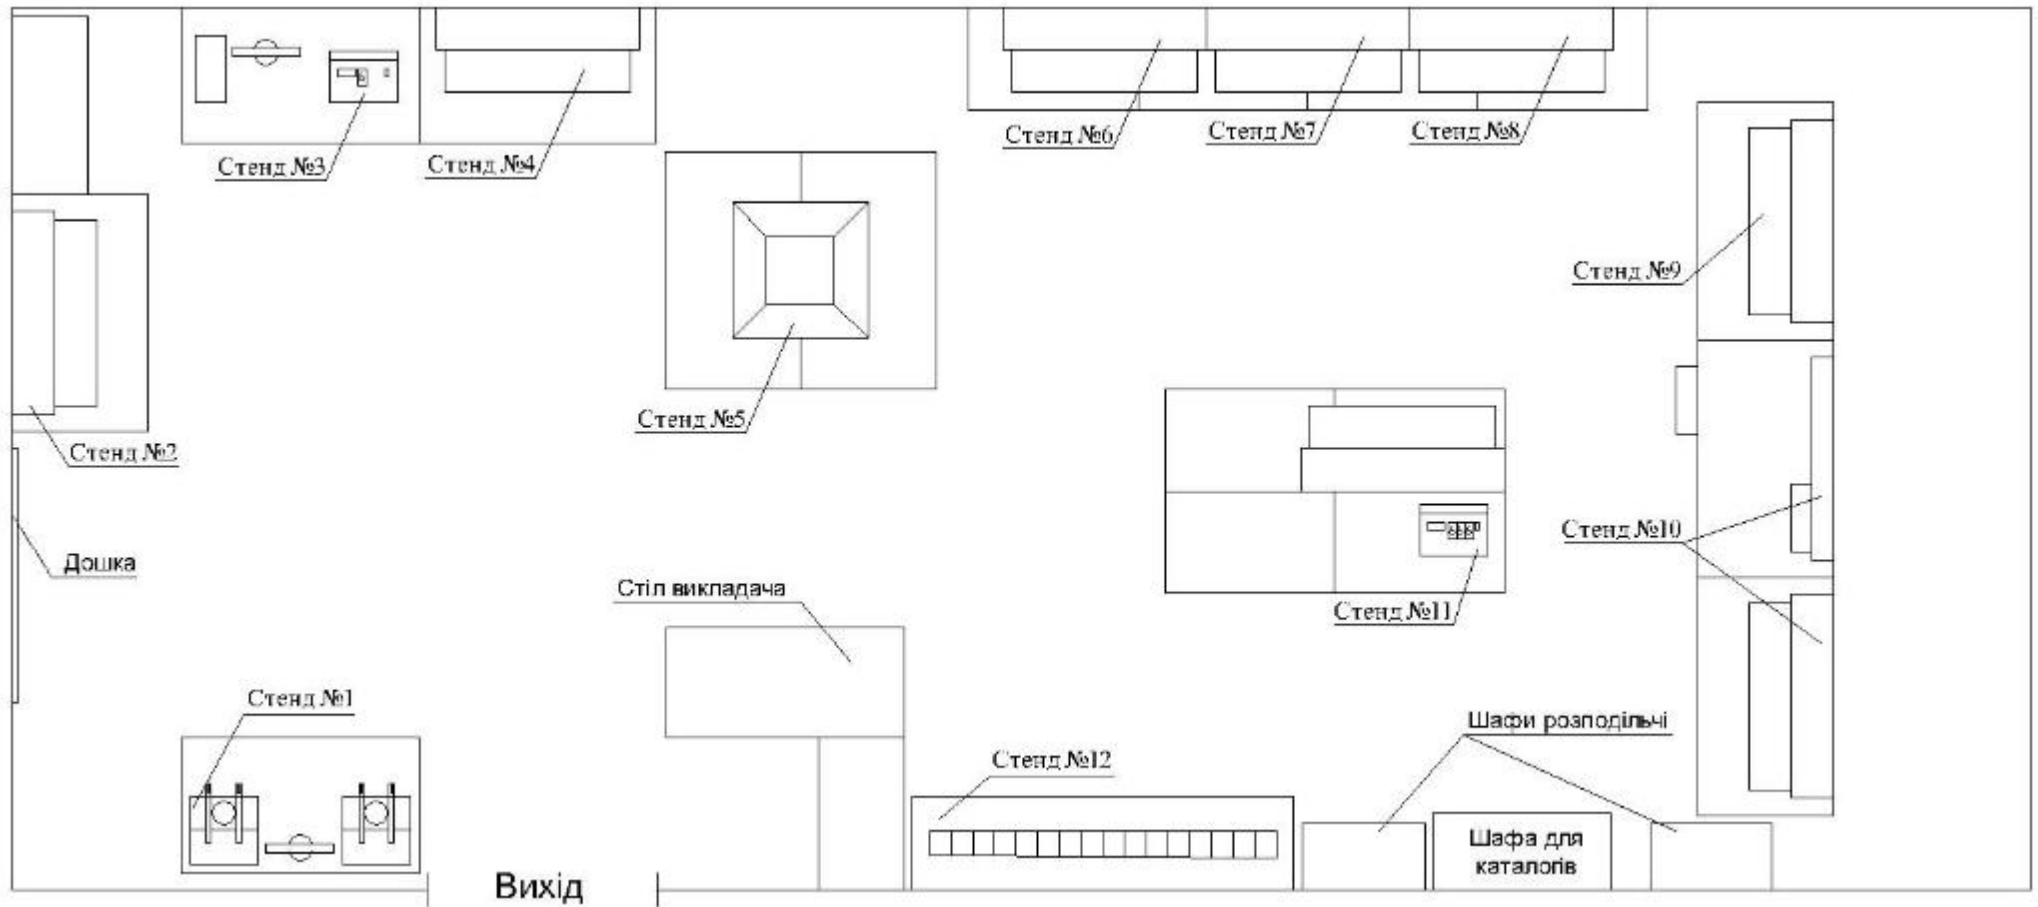 Стенд №6
Стенд №7
Стенд №8
Стенд №3
Стенд №4
Стенд №9
Стенд №5
Стенд №2
Стенд №10
Дошка
Стіл викладача
Стенд №11
Стенд №1
Шафи розподільчі
Стенд №12
Шафа для
каталогів
Вихід